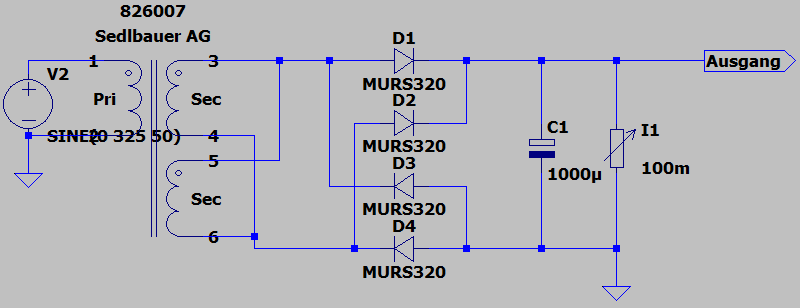 826007
Sedlbauer AG
V2
1
2
Pri
SINE(0 325 50)
3
Sec
4
5
Sec
6
D1
MURS320
D2
MURS320
D3
MURS320
D4
MURS320
C1
1000µ
I1
100m
Ausgang